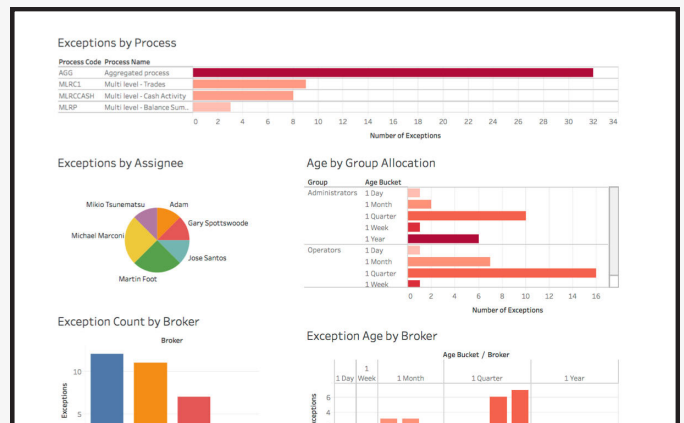 Exceptions by Process
Process Code Process Name
AGG Aggregated process
MLRC1 Multi level - Trades
MLRCCASH Multi level - Cash Activity
MLRP Multi level - Balance Sum..
0 2 4 6 8 10 12 14 16 18 20 22 24 26 28 30 32 34
Number of Exceptions
Exceptions by Assignee
Mikio Tsunematsu
Adam
Gary Spottswoode
Michael Marconi
Jose Santos
Martin Foot
Age by Group Allocation
Group Age Bucket
Administrators 1 Day
1 Month
1 Quarter
1 Week
1 Year
Operators 1 Day
1 Month
1 Quarter
1 Week
0 2 4 6 8 10 12 14 16
Number of Exceptions
Exception Count by Broker
Broker
10
5
Exceptions
Exception Age by Broker
Age Bucket / Broker
1 Day
1 Week
1 Month
1 Quarter
1 Year
6
4